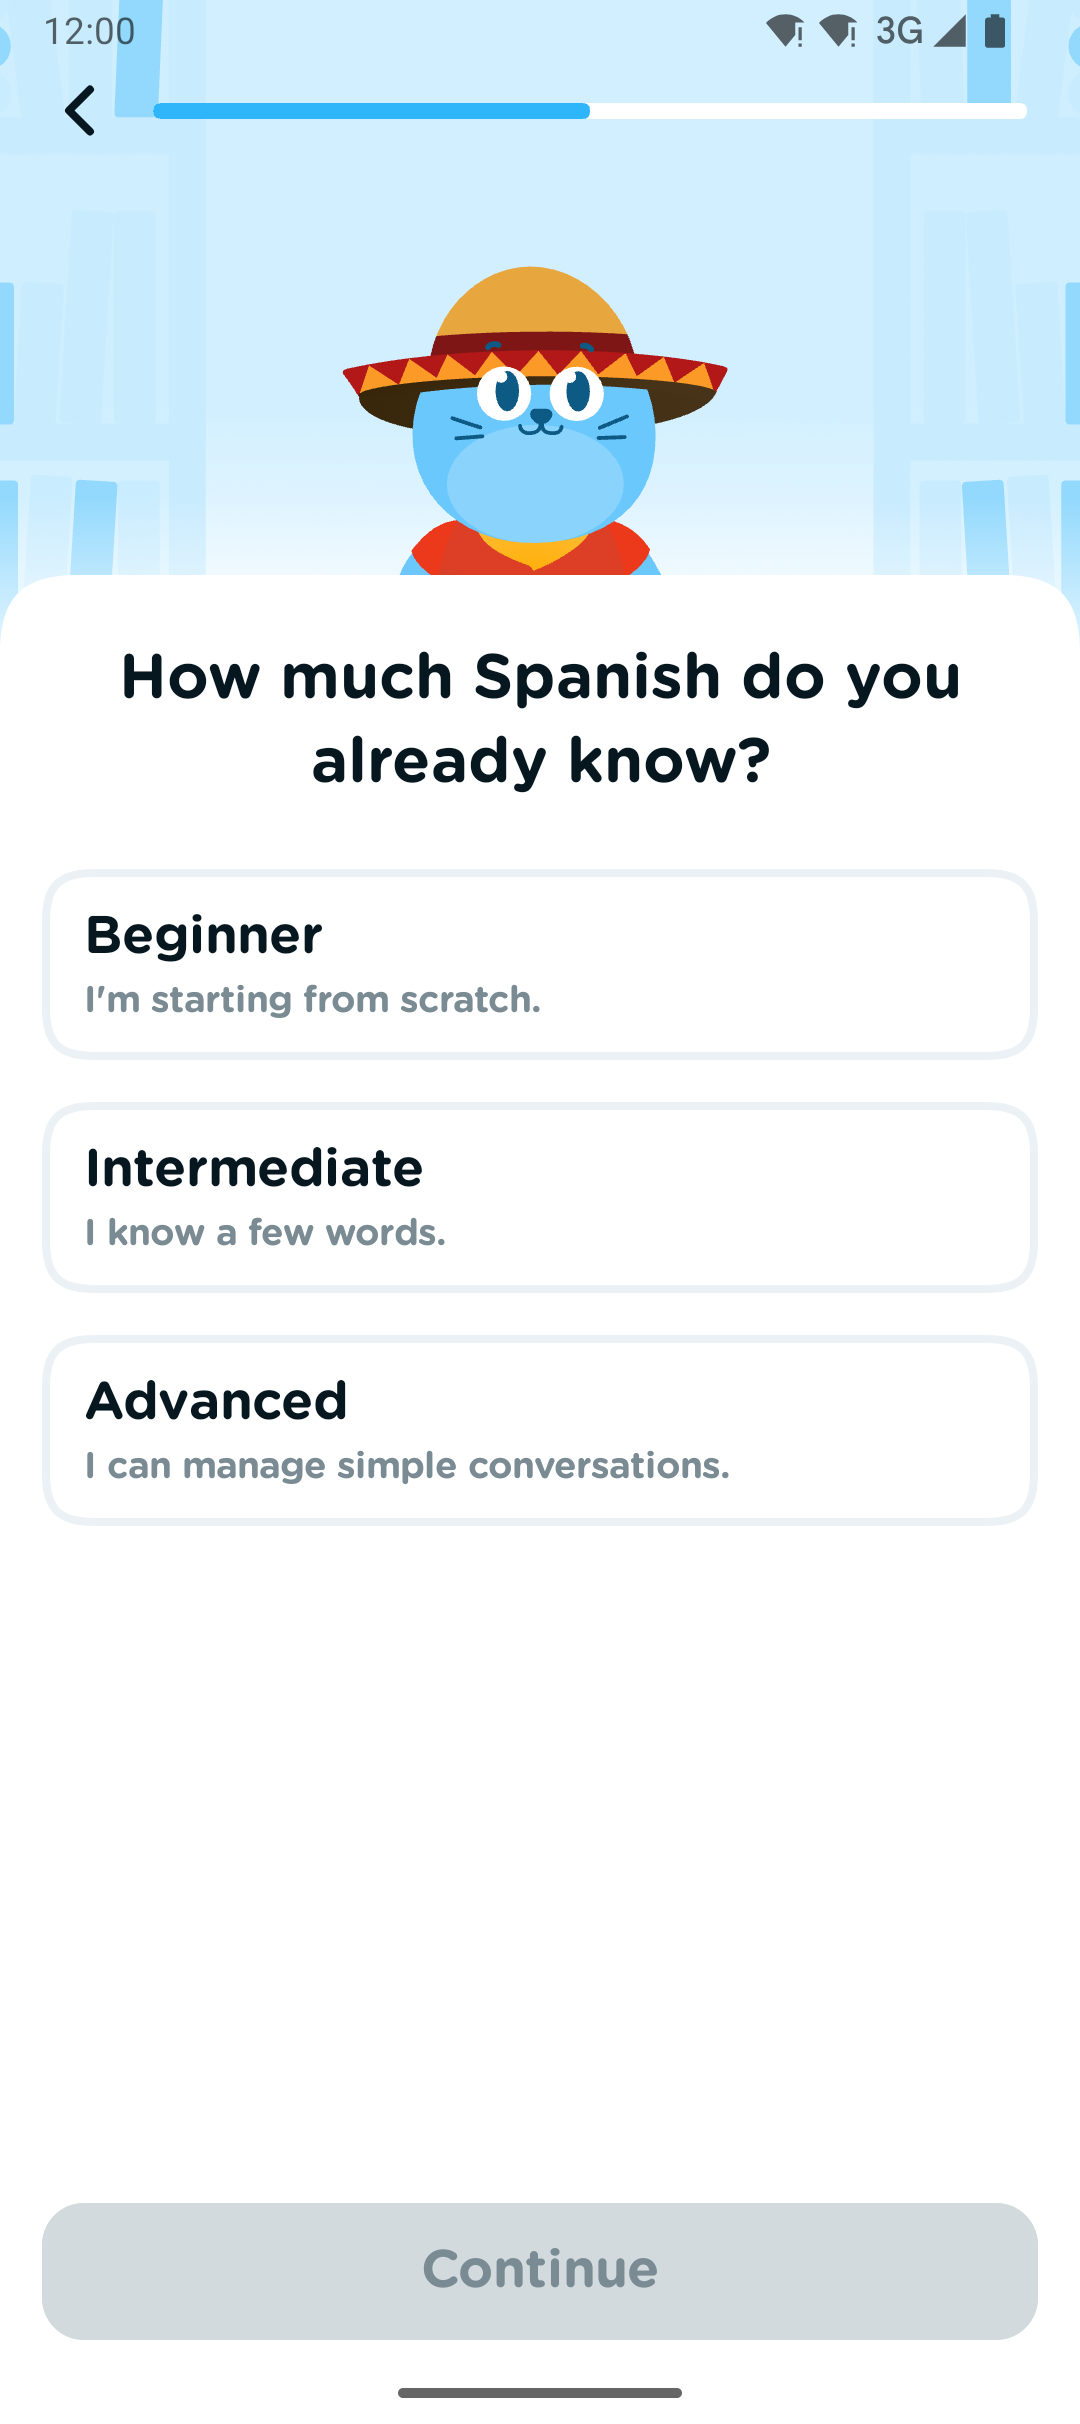 12:00
3G
How much Spanish do you
already know?
Beginner
I'm starting from scratch.
Intermediate
I know a few words.
Advanced
I can manage simple conversations.
Continue